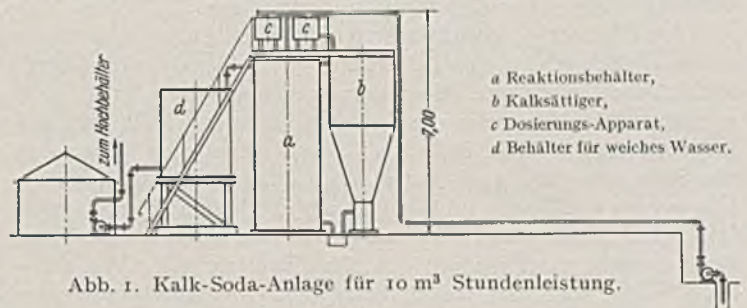 c c
zum Hochbehälter
d
b
a
7,00
a Reaktionsbehälter,
b Kalksättiger,
c Dosierungs-Apparat,
d Behälter für weiches Wasser.
Abb. 1. Kalk-Soda-Anlage für 10 m³ Stundenleistung.